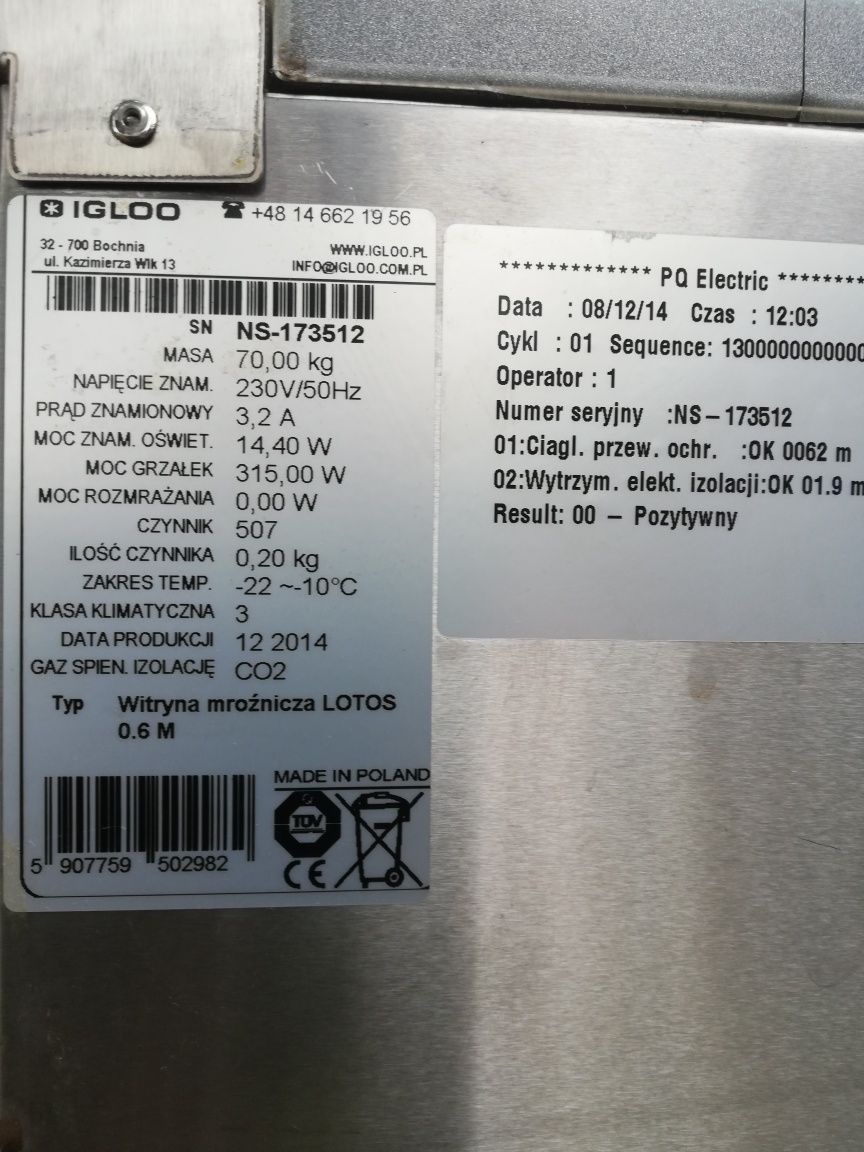 IGLOO +48 14 662 19 56
32 - 700 Bochnia
ul. Kazimierza Wlk 13
WWW.IGLOO.PL
INFO@IGLOO.COM.PL
SN NS-173512
MASA 70,00 kg
NAPIĘCIE ZNAM. 230V/50Hz
PRĄD ZNAMIONOWY 3,2 A
MOC ZNAM. OŚWIET. 14,40 W
MOC GRZAŁEK 315,00 W
MOC ROZMRAŻANIA 0,00 W
CZYNNIK 507
ILOŚĆ CZYNNIKA 0,20 kg
ZAKRES TEMP. -22 ~-10°C
KLASA KLIMATYCZNA 3
DATA PRODUKCJI 12 2014
GAZ SPIEN. IZOLACJĘ CO2
Typ Witryna mroźnicza LOTOS
0.6 M
MADE IN POLAND
TÜV
CE
5 907759 502982
************* PQ Electric ********
Data : 08/12/14 Czas : 12:03
Cykl : 01 Sequence: 1300000000000
Operator : 1
Numer seryjny :NS-173512
01:Ciagl. przew. ochr. :OK 0062 m
02:Wytrzym. elekt. izolacji:OK 01.9 m
Result: 00 - Pozytywny